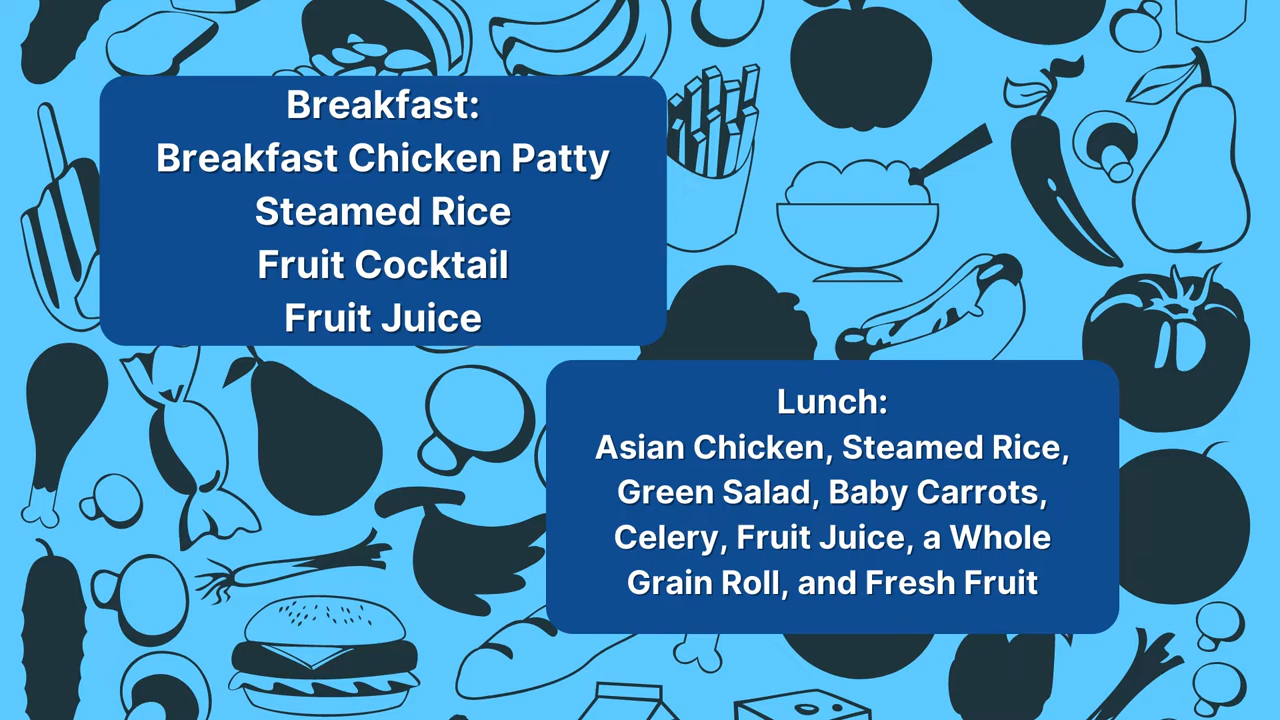 Breakfast:
Breakfast Chicken Patty
Steamed Rice
Fruit Cocktail
Fruit Juice
Lunch:
Asian Chicken, Steamed Rice,
Green Salad, Baby Carrots,
Celery, Fruit Juice, a Whole
Grain Roll, and Fresh Fruit